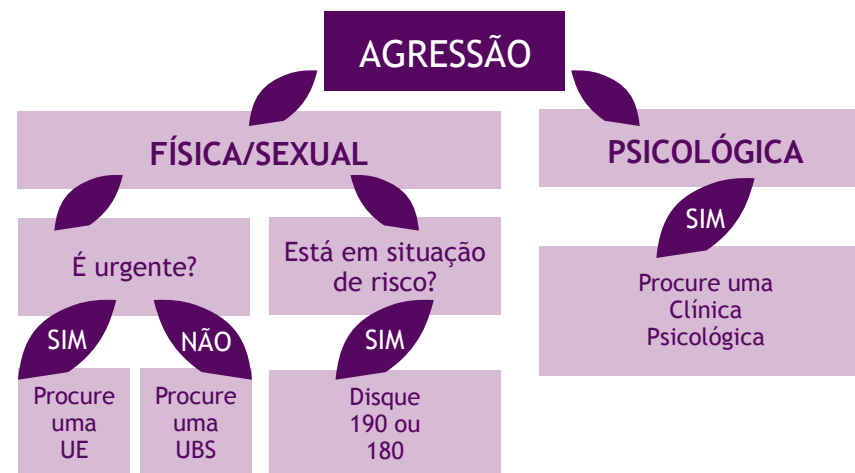 AGRESSÃO
FÍSICA/SEXUAL
PSICOLÓGICA
É urgente?
Está em situação
de risco?
SIM
Procure uma
Clínica
Psicológica
SIM
NÃO
SIM
Procure
uma
UE
Procure
uma
UBS
Disque
190 ou
180